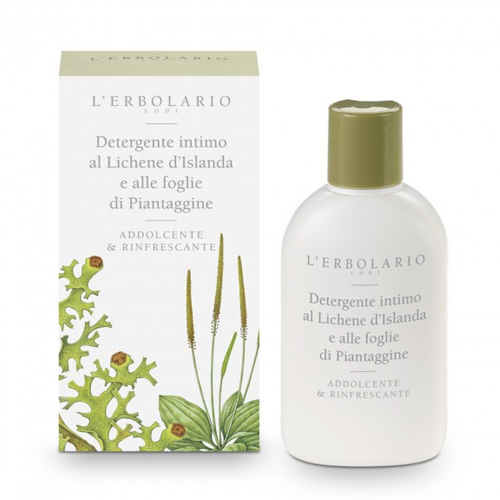 L'ERBOLARIO
L'ERBOLARIO
LODI
Detergente intimo
al Lichene d'Islanda
e alle foglie
di Piantaggine
ADDOLCENTE
& RINFRESCANTE
L'ERBOLARIO
LODI
Detergente intimo
al Lichene d'Islanda
e alle foglie
di Piantaggine
ADDOLCENTE
& RINFRESCANTE